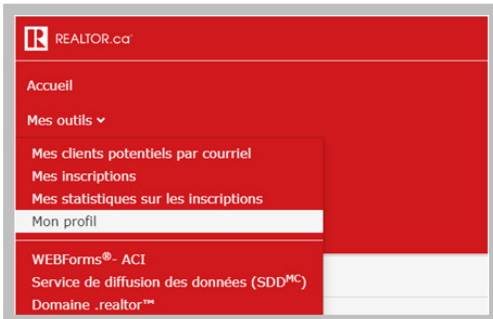 REALTOR.ca
Accueil
Mes outils
Mes clients potentiels par courriel
Mes inscriptions
Mes statistiques sur les inscriptions
Mon profil
WEBForms®- ACI
Service de diffusion des données (SDDᴹᶜ)
Domaine .realtor™